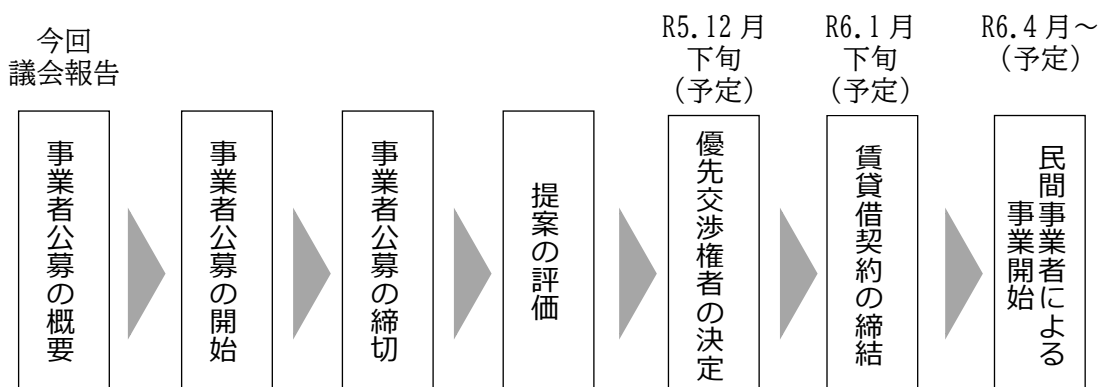 今回
議会報告
R5.12月
下旬
(予定)
R6.1月
下旬
(予定)
R6.4月～
(予定)
事業者公募の概要
事業者公募の開始
事業者公募の締切
提案の評価
優先交渉権者の決定
賃貸借契約の締結
民間事業者による
事業開始